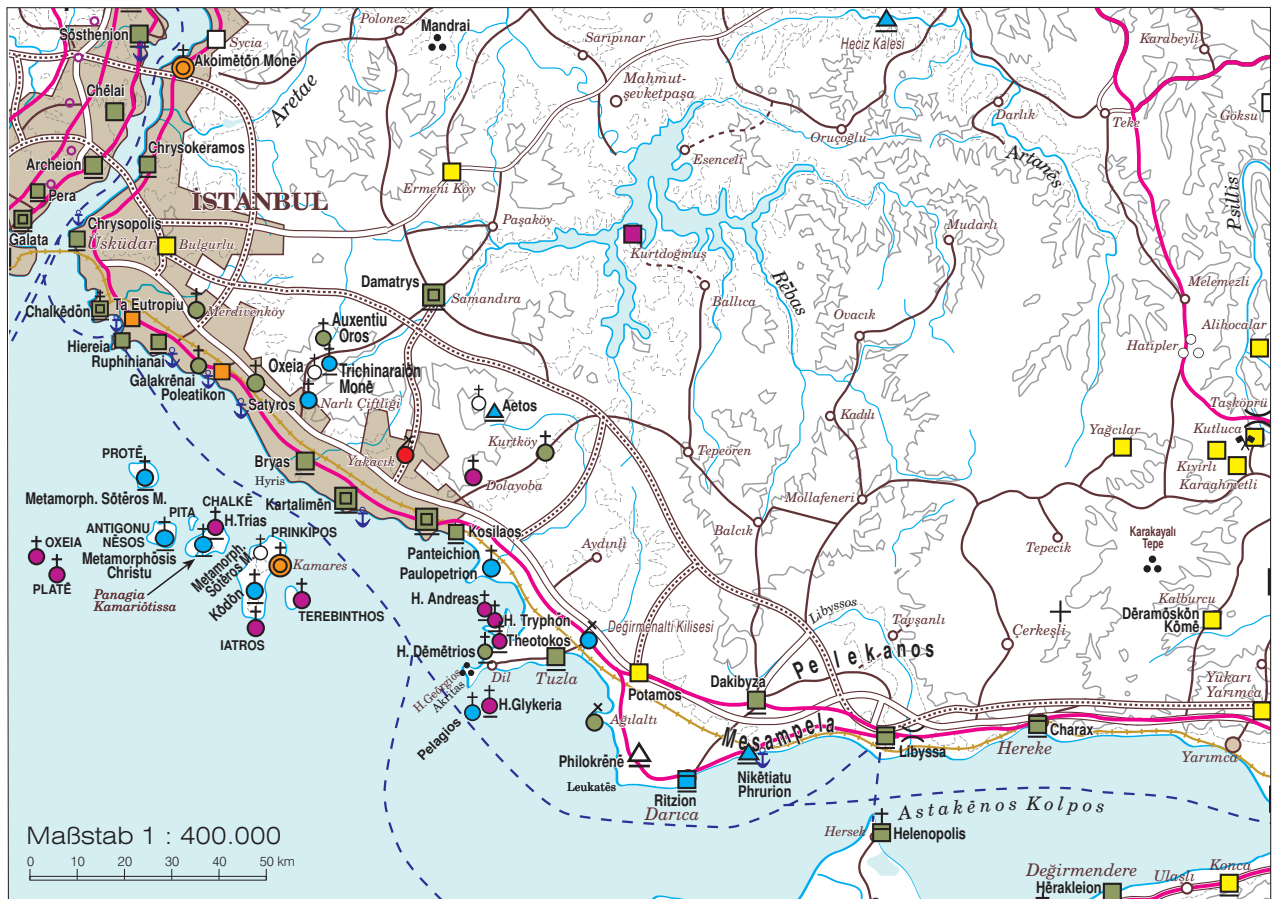 Sōsthenion
Sycia
Polonez
Mandrai
Sarıpınar
Heciz Kalesi
Karabeyli
Akoimetōn Monē
Aretae
Mahmut-
şevketpaşa
Chēlai
Oruçoğlu
Darlık
Teke
Göksu
Archeion
Chrysokeramos
Esenceli
Artanēs
Pera
Ermeni Köy
Psillis
İSTANBUL
Galata
Chrysopolis
Üsküdar
Bulgurlu
Paşaköy
Kurtdoğmuş
Mudarlı
Damatrys
Samandıra
Rēbas
Ballıca
Melemezli
Chalkēdōn
Ta Eutropiu
Merdivenköy
Auxentiu
Oros
Ovacık
Alihocalar
Hatipler
Hiereia
Ruphinianai
Galakrēnai
Poleatikon
Oxeia
Trichinaraiōn
Monē
Satyros
Narlı Çiftliği
Aetos
Kadılı
Taşköprü
Kutluca
Yağcılar
Kurtköy
Yakacık
Tepeören
Kıyırlı
Karaahmetli
PROTĒ
Bryas
Hyris
Dolayoba
Metamorph. Sōtēros M.
Kartalimēn
Mollafeneri
CHALKĒ
PITA
H.Trias
ANTIGONU
NĒSOS
PRINKIPOS
Kosilaos
Balcık
OXEIA
Metamorphōsis
Christu
Metamorph.
Sōtēros M.
Kamares
Panteichion
Aydınlı
Tepecik
Karakayalı
Tepe
PLATĒ
Panagia
Kamariōtissa
Kōdōn
Paulopetrion
TEREBINTHOS
IATROS
H. Andreas
H. Tryphōn
Theotokos
Değirmenaltı Kilisesi
Libyssos
Tavşanlı
Kalburcu
Dēramōskōn
Kōmē
Çerkeşli
H. Dēmētrios
Dil
Tuzla
Pelekanos
H.Geōrgios
Akritas
Potamos
Dakibyza
Yukarı
Yarımca
H.Glykeria
Pelagios
Ağılaltı
Mesampela
Libyssa
Charax
Hereke
Yarımca
Philokrēnē
Leukatēs
Nikētiatu
Phrurion
Ritzion
Darıca
Astakēnos Kolpos
Hersek
Helenopolis
Maßstab 1 : 400.000
0 10 20 30 40 50 km
Değirmendere
Hērakleion
Ulaşlı
Konca